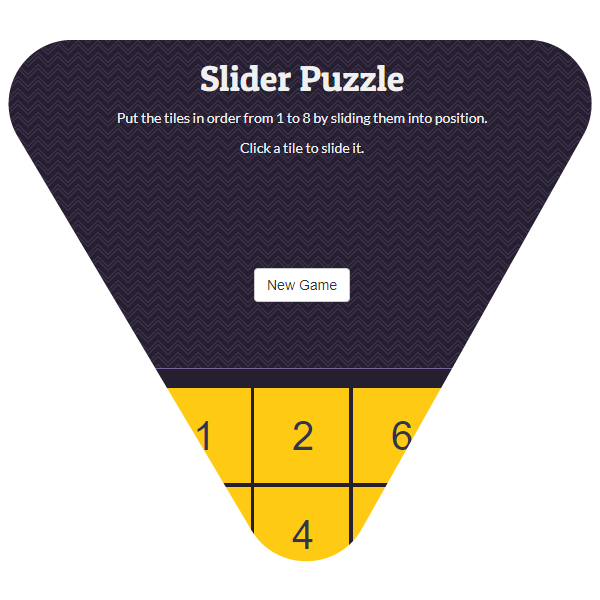 Slider Puzzle
Put the tiles in order from 1 to 8 by sliding them into position.
Click a tile to slide it.
New Game
1 2 6
4